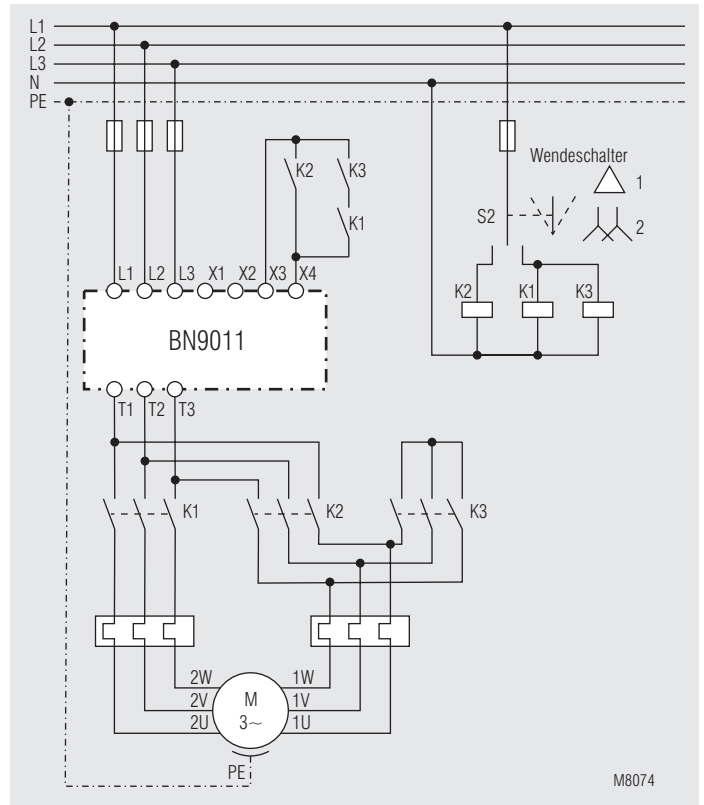 L1
L2
L3
N
PE
Wendeschalter
K2 K3
1
S2
2
K1
L1 L2 L3 X1 X2 X3 X4
K2 K1 K3
BN9011
T1 T2 T3
K1 K2 K3
2W 1W
2V M 1V
2U 3~ 1U
PE
M8074